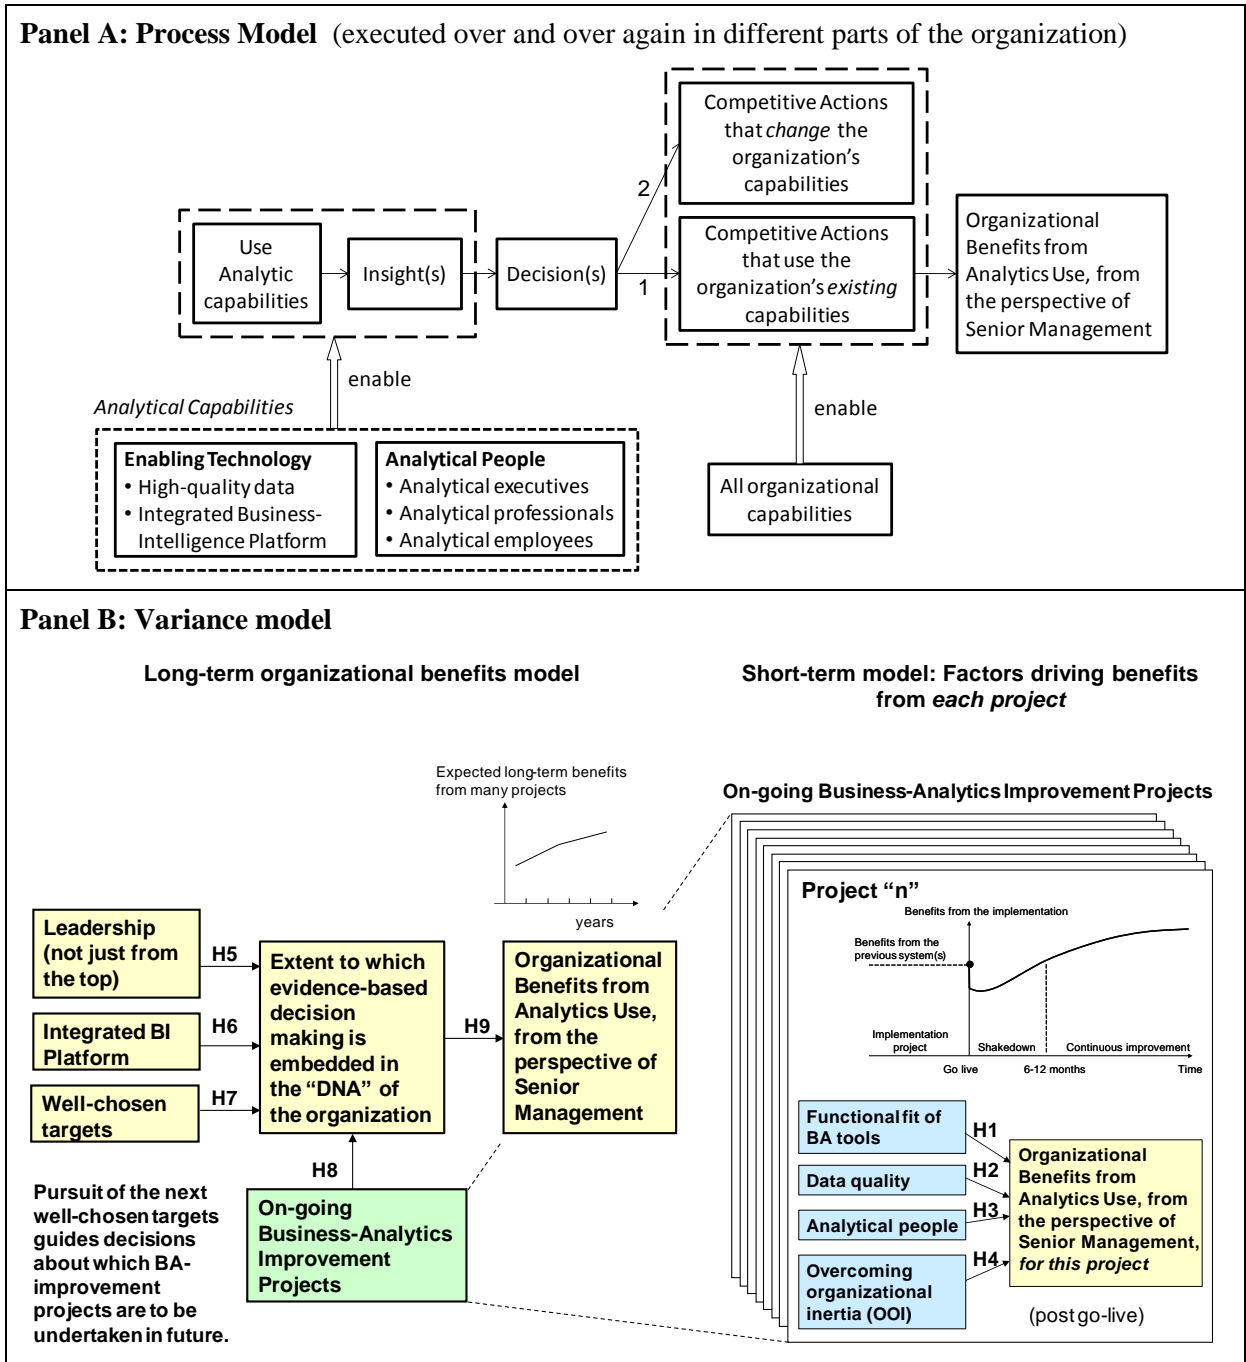 Panel A: Process Model (executed over and over again in different parts of the organization)
Competitive Actions
that change the
organization's
capabilities
2
Use
Analytic
capabilities
Insight(s)
Decision(s)
1
Competitive Actions
that use the
organization's existing
capabilities
Organizational
Benefits from
Analytics Use, from
the perspective of
Senior Management
enable
enable
Analytical Capabilities
Enabling Technology
• High-quality data
• Integrated Business-
Intelligence Platform
Analytical People
• Analytical executives
• Analytical professionals
• Analytical employees
All organizational
capabilities
Panel B: Variance model
Long-term organizational benefits model
Short-term model: Factors driving benefits
from each project
Expected long-term benefits
from many projects
years
On-going Business-Analytics Improvement Projects
Leadership
(not just from
the top)
H5
Integrated BI
Platform
H6
Well-chosen
targets
H7
Extent to which
evidence-based
decision
making is
embedded in
the “DNA” of
the organization
H9
Organizational
Benefits from
Analytics Use,
from the
perspective of
Senior
Management
H8
Pursuit of the next
well-chosen targets
guides decisions
about which BA-
improvement
projects are to be
undertaken in future.
On-going
Business-Analytics
Improvement
Projects
Project “n”
Benefits from the implementation
Benefits from the
previous system(s)
Implementation
project
Shakedown
Continuous improvement
Go live
6-12 months
Time
Functional fit of
BA tools
H1
Data quality
H2
Analytical people
H3
Overcoming
organizational
inertia (OOI)
H4
Organizational
Benefits from
Analytics Use, from
the perspective of
Senior Management,
for this project
(post go-live)